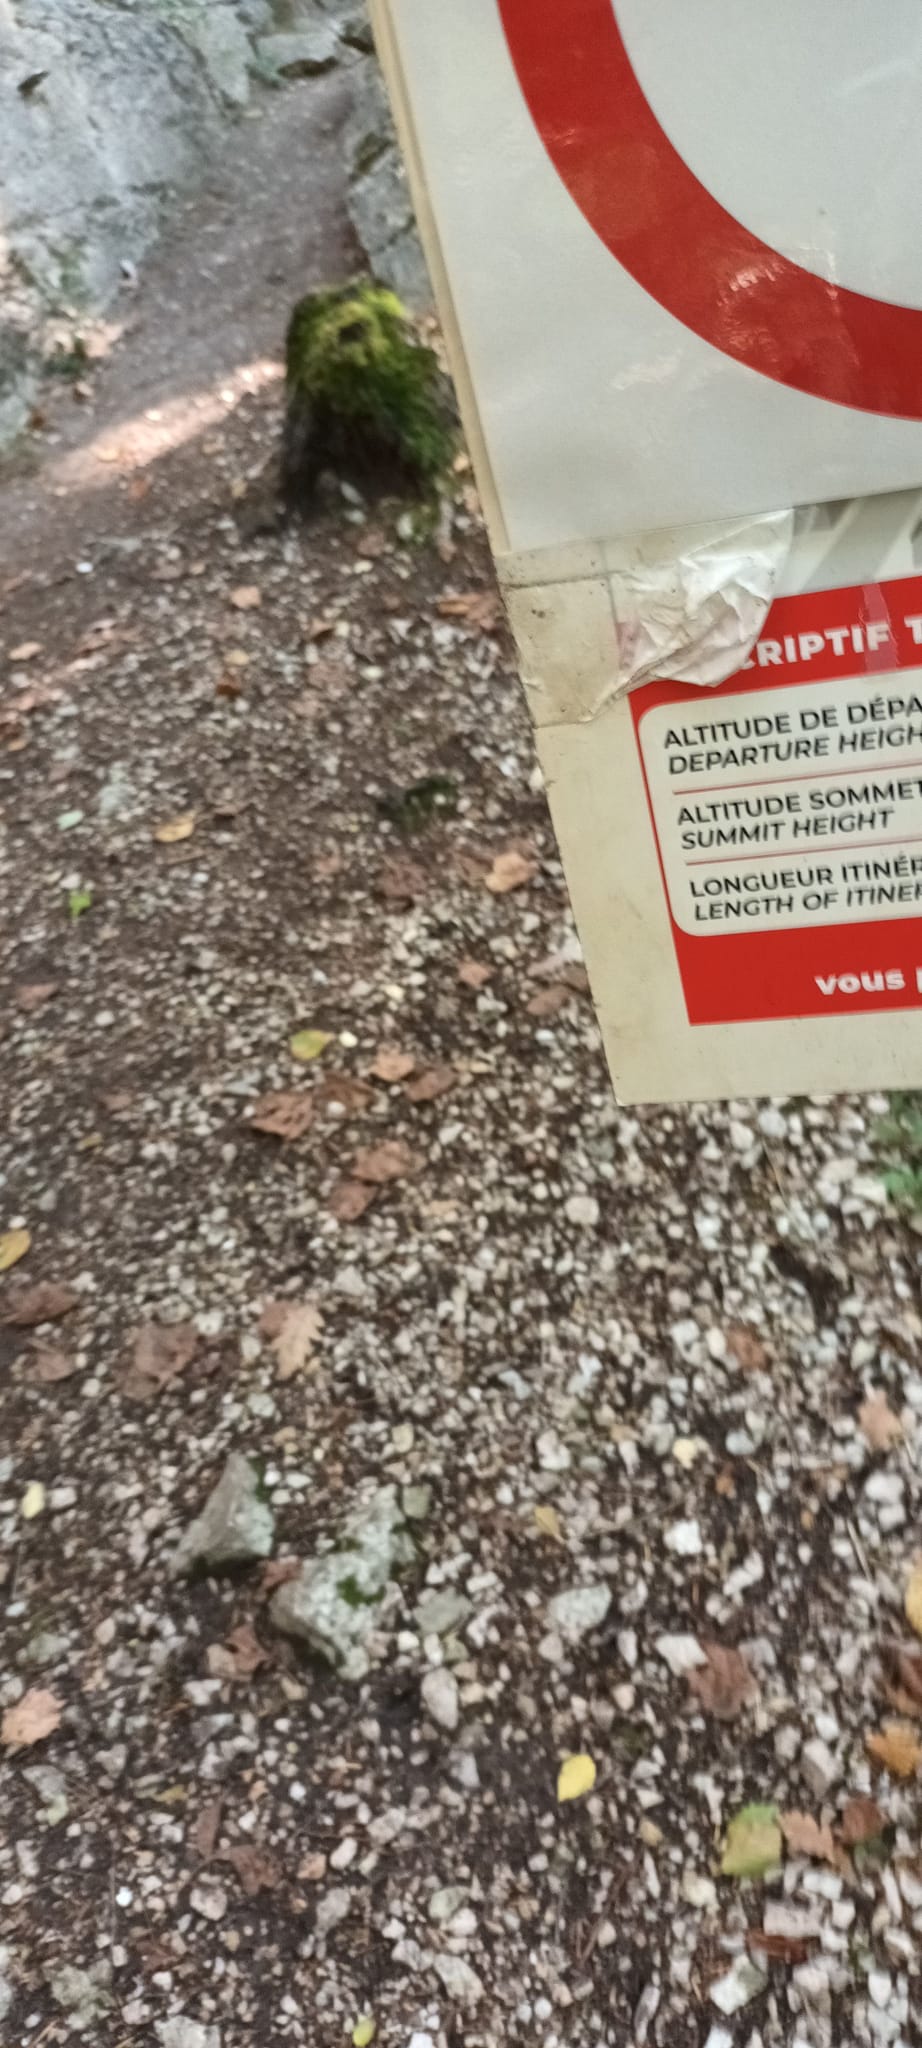 CRIPTIF T
ALTITUDE DE DÉPA
DEPARTURE HEIGH
ALTITUDE SOMMET
SUMMIT HEIGHT
LONGUEUR ITINÉR
LENGTH OF ITINER
vous p